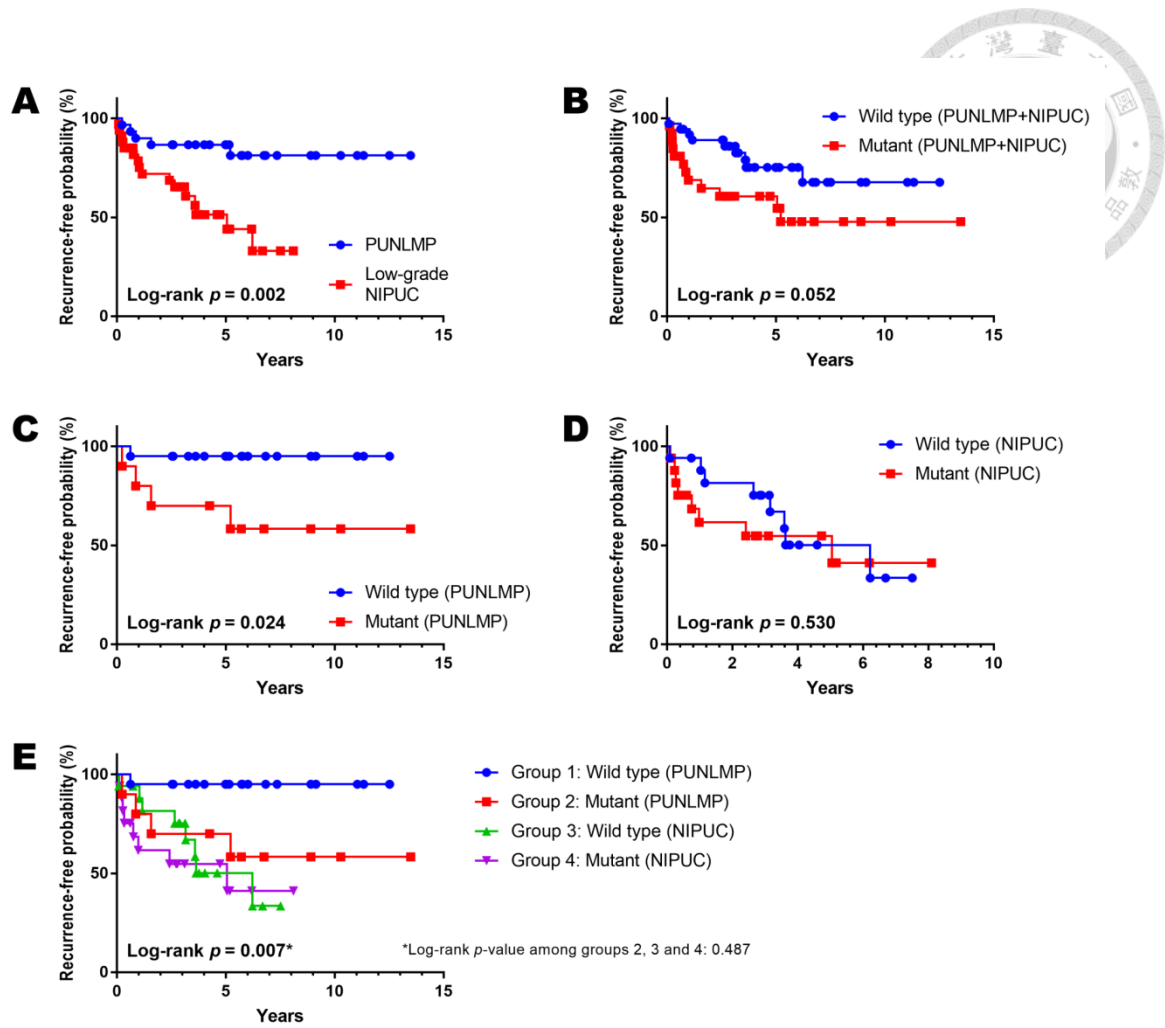 灣 臺
國
敦
品
A
Recurrence-free probability (%)
100
50
0
0 5 10 15
Years
PUNLMP
Low-grade
NIPUC
Log-rank p = 0.002
B
Recurrence-free probability (%)
100
50
0
0 5 10 15
Years
Wild type (PUNLMP+NIPUC)
Mutant (PUNLMP+NIPUC)
Log-rank p = 0.052
C
Recurrence-free probability (%)
100
50
0
0 5 10 15
Years
Wild type (PUNLMP)
Mutant (PUNLMP)
Log-rank p = 0.024
D
Recurrence-free probability (%)
100
50
0
0 2 4 6 8 10
Years
Wild type (NIPUC)
Mutant (NIPUC)
Log-rank p = 0.530
E
Recurrence-free probability (%)
100
50
0
0 5 10 15
Years
Group 1: Wild type (PUNLMP)
Group 2: Mutant (PUNLMP)
Group 3: Wild type (NIPUC)
Group 4: Mutant (NIPUC)
Log-rank p = 0.007*
*Log-rank p-value among groups 2, 3 and 4: 0.487